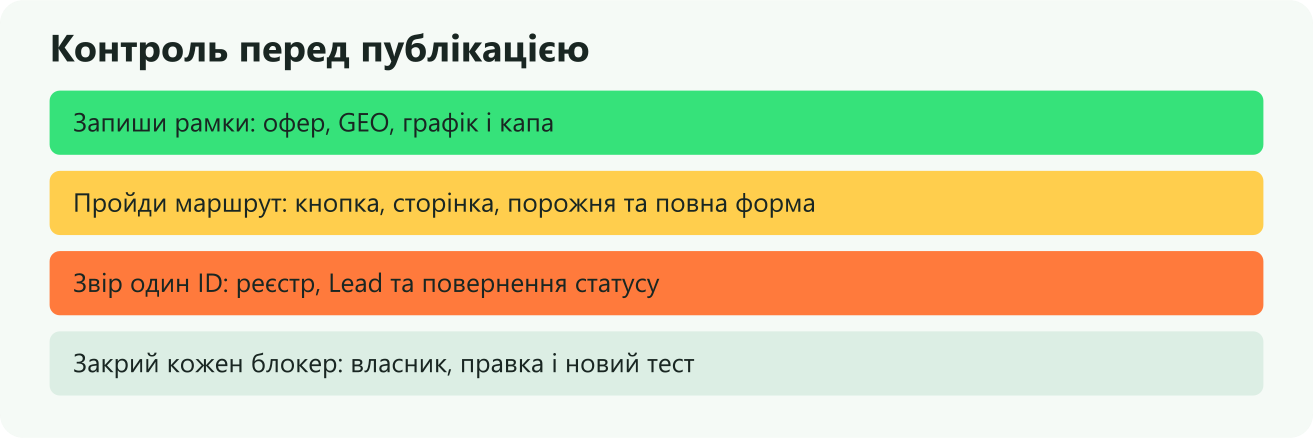 Контроль перед публікацією
Запиши рамки: офер, GEO, графік і капа
Пройди маршрут: кнопка, сторінка, порожня та повна форма
Звір один ID: реєстр, Lead та повернення статусу
Закрий кожен блокер: власник, правка і новий тест